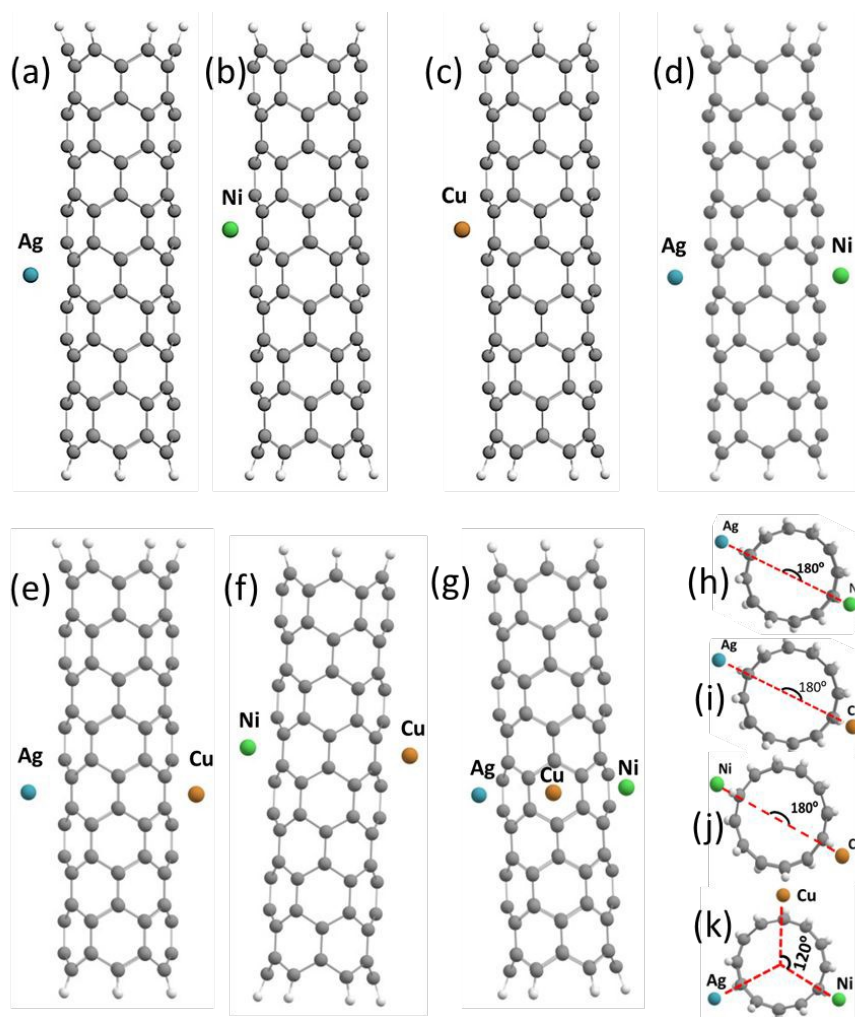 (a)
(b)
(c)
(d)
Ag
Ni
Cu
Ag
Ni
(e)
(f)
(g)
Ag
Cu
Ni
Cu
Ag
Cu
Ni
(h)
Ag
180°
N
(i)
Ag
180°
C
(j)
Ni
180°
C
(k)
Cu
120°
Ag
Ni